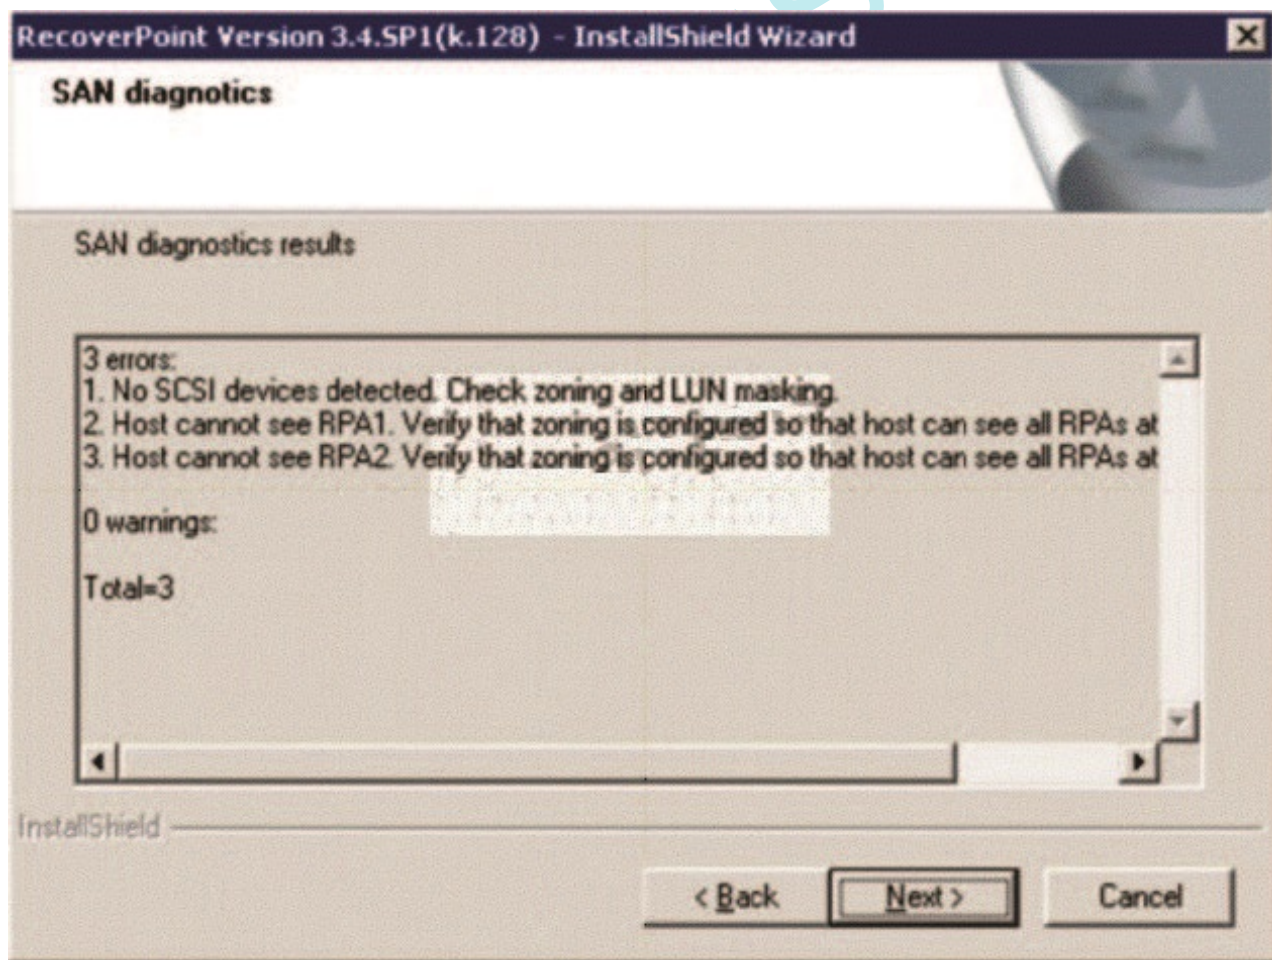 RecoverPoint Version 3.4.SP1(k.128) - InstallShield Wizard
SAN diagnotics
SAN diagnostics results
3 errors:
1. No SCSI devices detected. Check zoning and LUN masking.
2. Host cannot see RPA1. Verify that zoning is configured so that host can see all RPAs at
3. Host cannot see RPA2. Verify that zoning is configured so that host can see all RPAs at
0 warnings:
Total=3
InstallShield
< Back
Next >
Cancel